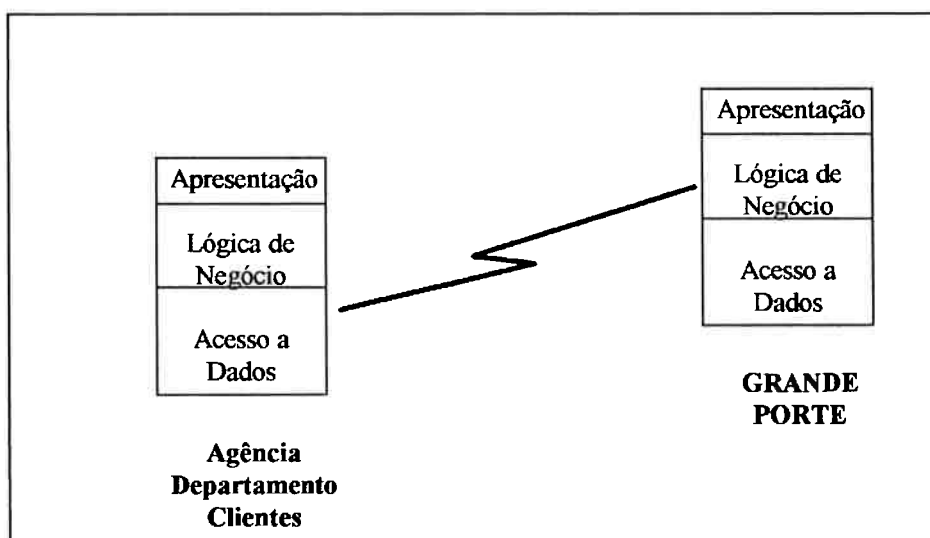 Apresentação
Lógica de
Negócio
Acesso a
Dados
Agência
Departamento
Clientes
Apresentação
Lógica de
Negócio
Acesso a
Dados
GRANDE
PORTE